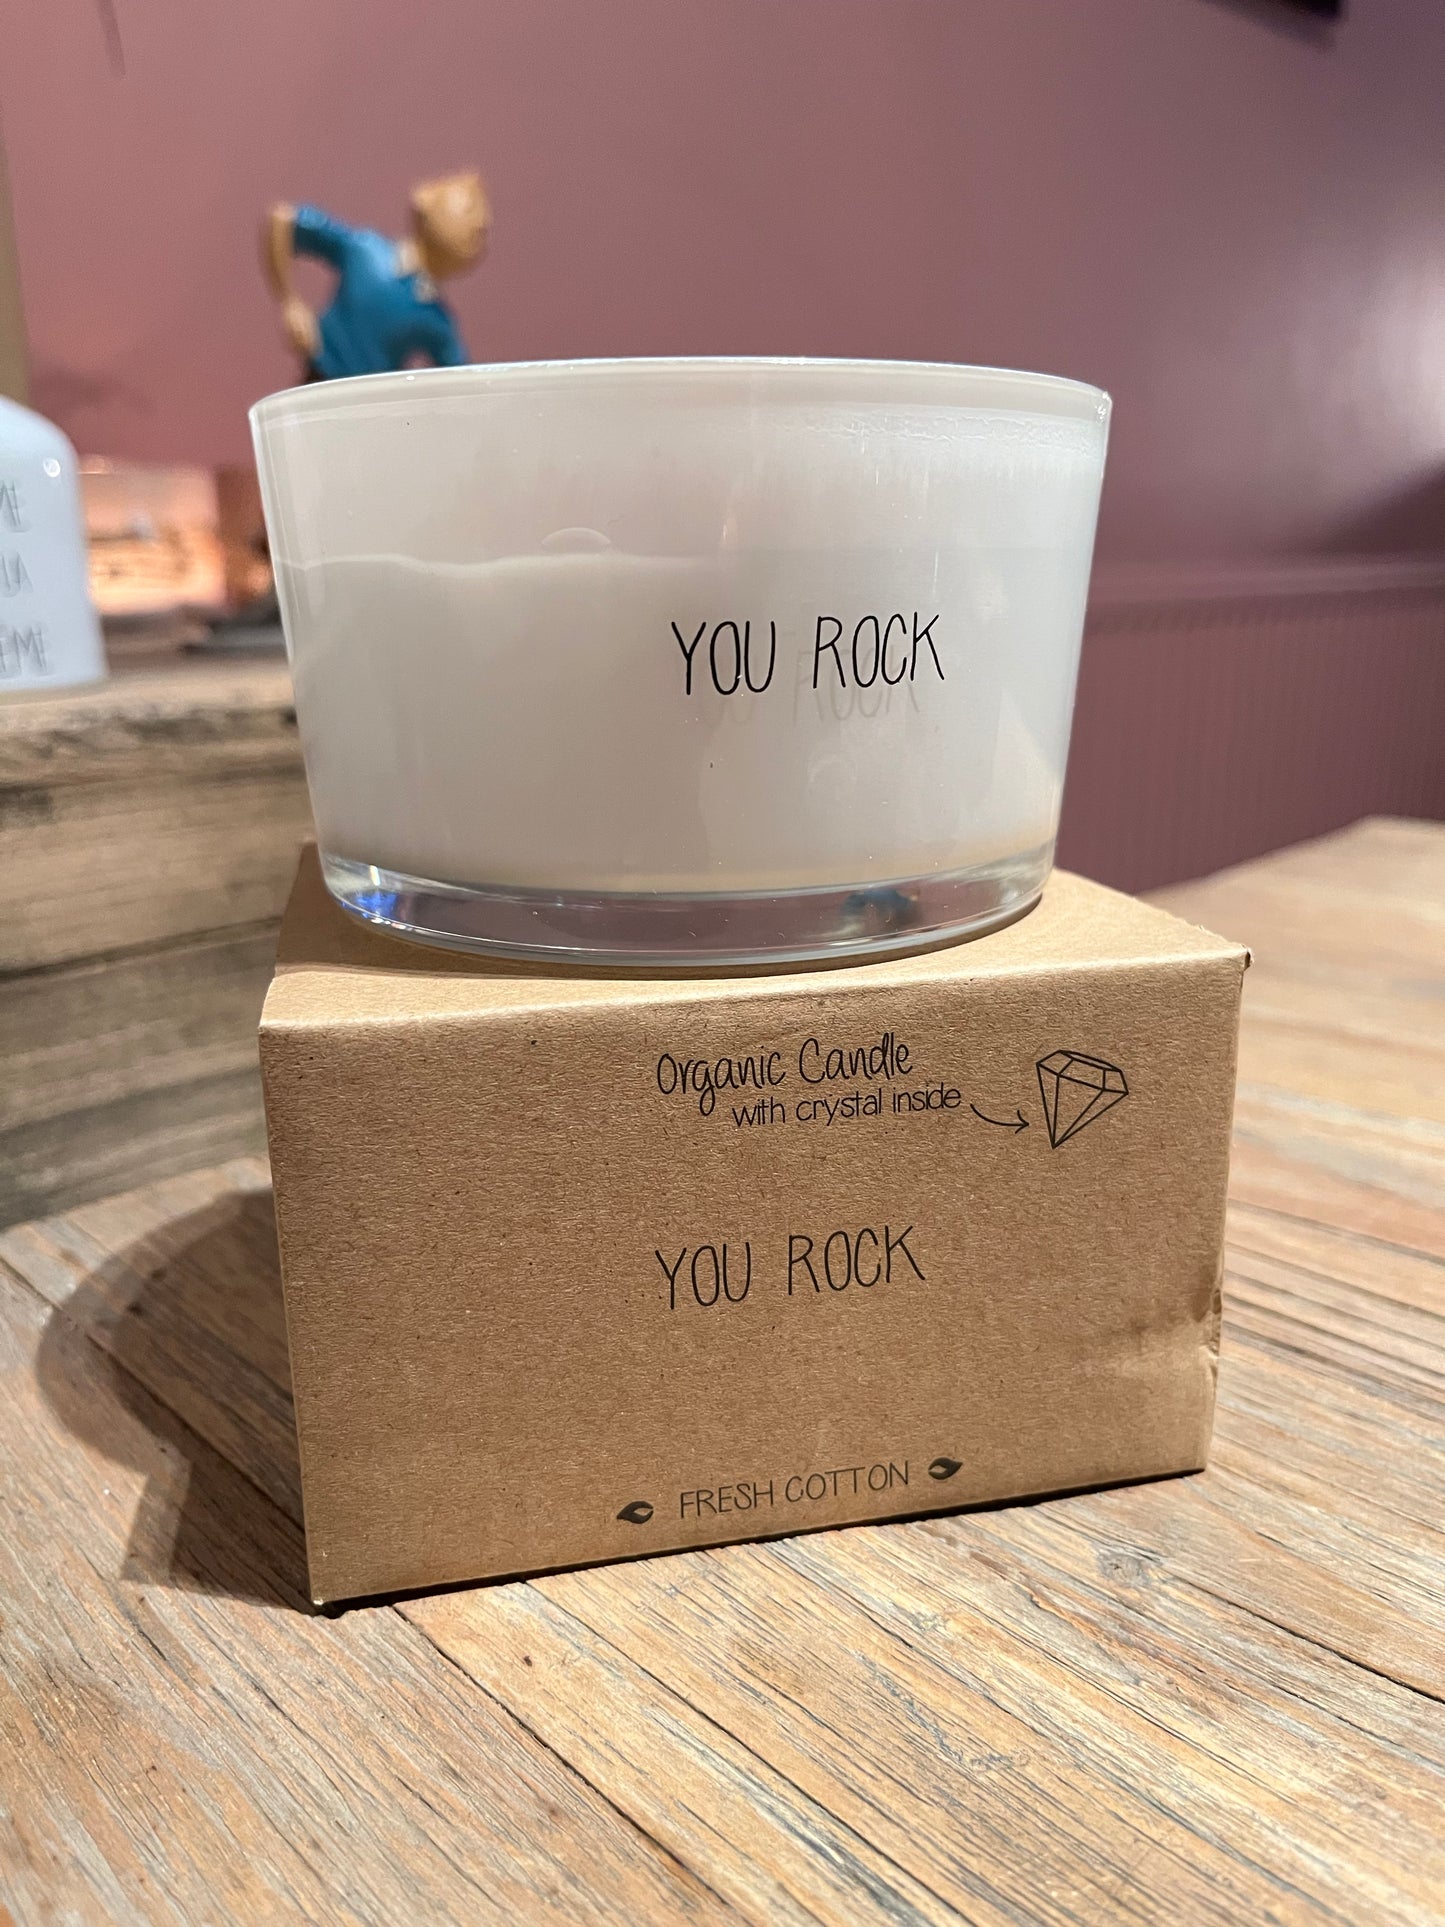 YOU ROCK
Organic Candle
with crystal inside
YOU ROCK
FRESH COTTON